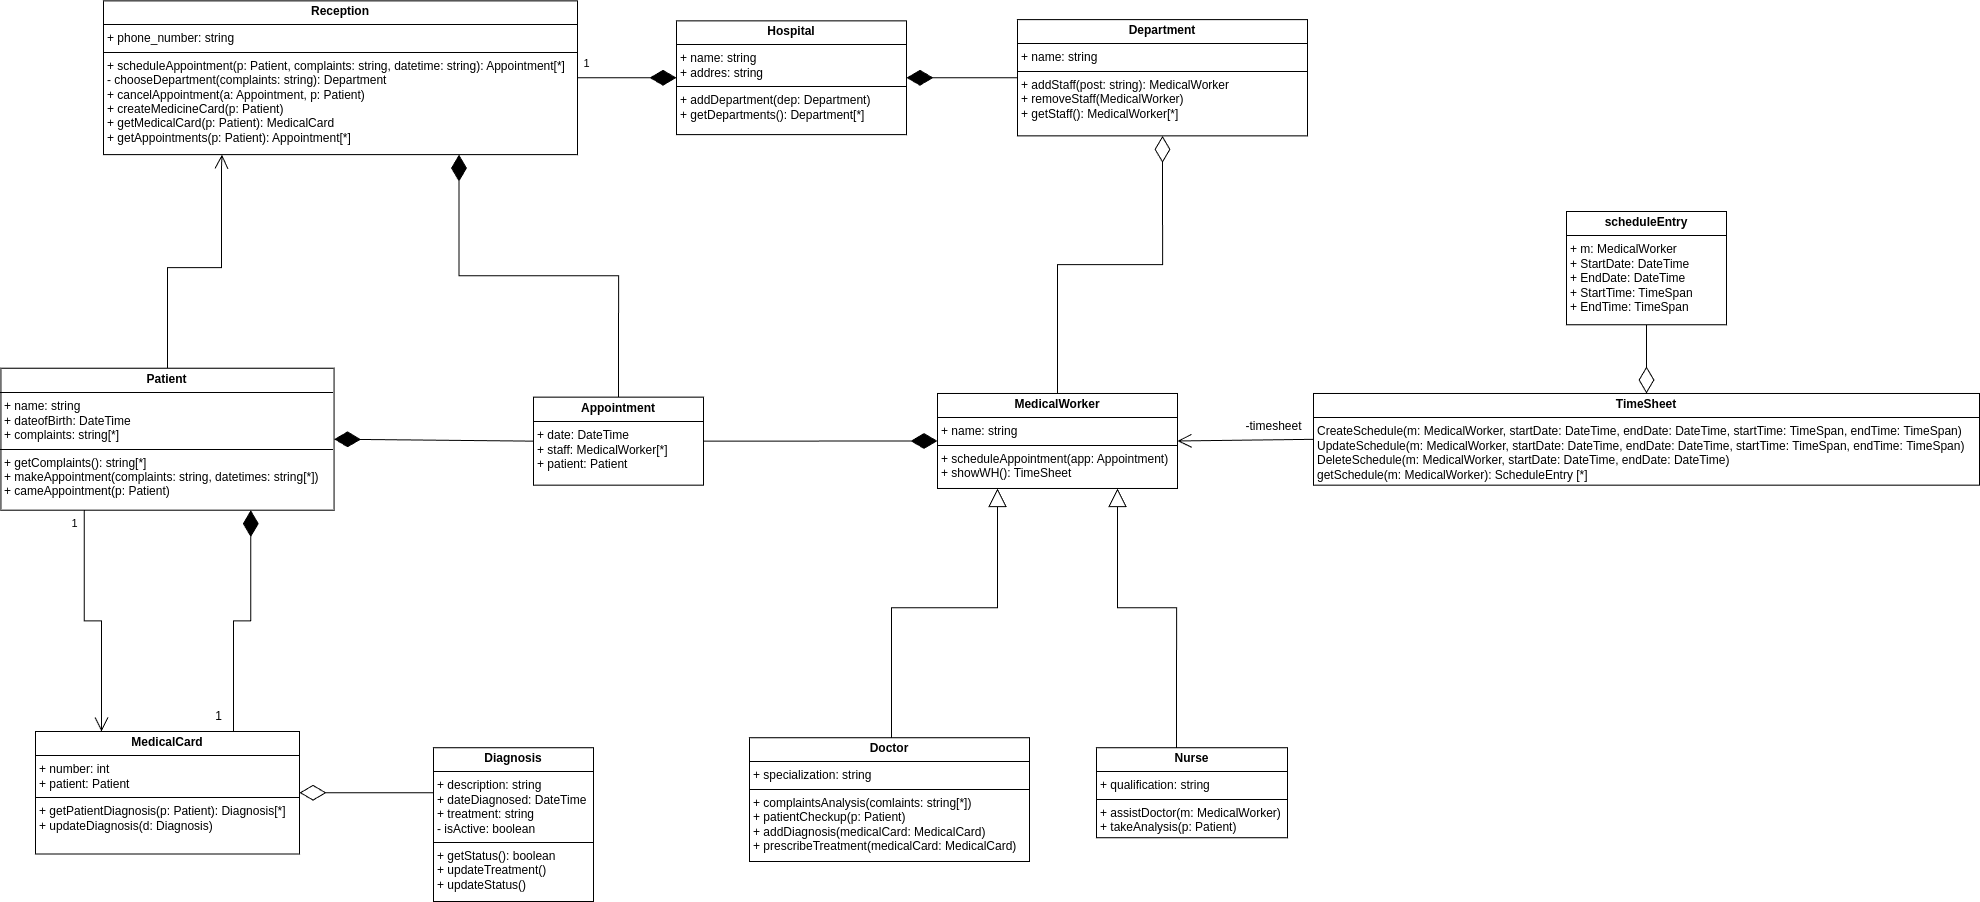 Reception
+ phone_number: string
+ scheduleAppointment(p: Patient, complaints: string, datetime: string): Appointment[*]
- chooseDepartment(complaints: string): Department
+ cancelAppointment(a: Appointment, p: Patient)
+ createMedicineCard(p: Patient)
+ getMedicalCard(p: Patient): MedicalCard
+ getAppointments(p: Patient): Appointment[*]
1
Hospital
+ name: string
+ addres: string
+ addDepartment(dep: Department)
+ getDepartments(): Department[*]
Department
+ name: string
+ addStaff(post: string): MedicalWorker
+ removeStaff(MedicalWorker)
+ getStaff(): MedicalWorker[*]
scheduleEntry
+ m: MedicalWorker
+ StartDate: DateTime
+ EndDate: DateTime
+ StartTime: TimeSpan
+ EndTime: TimeSpan
Patient
+ name: string
+ dateofBirth: DateTime
+ complaints: string[*]
+ getComplaints(): string[*]
+ makeAppointment(complaints: string, datetimes: string[*])
+ cameAppointment(p: Patient)
Appointment
+ date: DateTime
+ staff: MedicalWorker[*]
+ patient: Patient
MedicalWorker
+ name: string
+ scheduleAppointment(app: Appointment)
+ showWH(): TimeSheet
-timesheet
TimeSheet
CreateSchedule(m: MedicalWorker, startDate: DateTime, endDate: DateTime, startTime: TimeSpan, endTime: TimeSpan)
UpdateSchedule(m: MedicalWorker, startDate: DateTime, endDate: DateTime, startTime: TimeSpan, endTime: TimeSpan)
DeleteSchedule(m: MedicalWorker, startDate: DateTime, endDate: DateTime)
getSchedule(m: MedicalWorker): ScheduleEntry [*]
1
1
MedicalCard
+ number: int
+ patient: Patient
+ getPatientDiagnosis(p: Patient): Diagnosis[*]
+ updateDiagnosis(d: Diagnosis)
Diagnosis
+ description: string
+ dateDiagnosed: DateTime
+ treatment: string
- isActive: boolean
+ getStatus(): boolean
+ updateTreatment()
+ updateStatus()
Doctor
+ specialization: string
+ complaintsAnalysis(comlaints: string[*])
+ patientCheckup(p: Patient)
+ addDiagnosis(medicalCard: MedicalCard)
+ prescribeTreatment(medicalCard: MedicalCard)
Nurse
+ qualification: string
+ assistDoctor(m: MedicalWorker)
+ takeAnalysis(p: Patient)